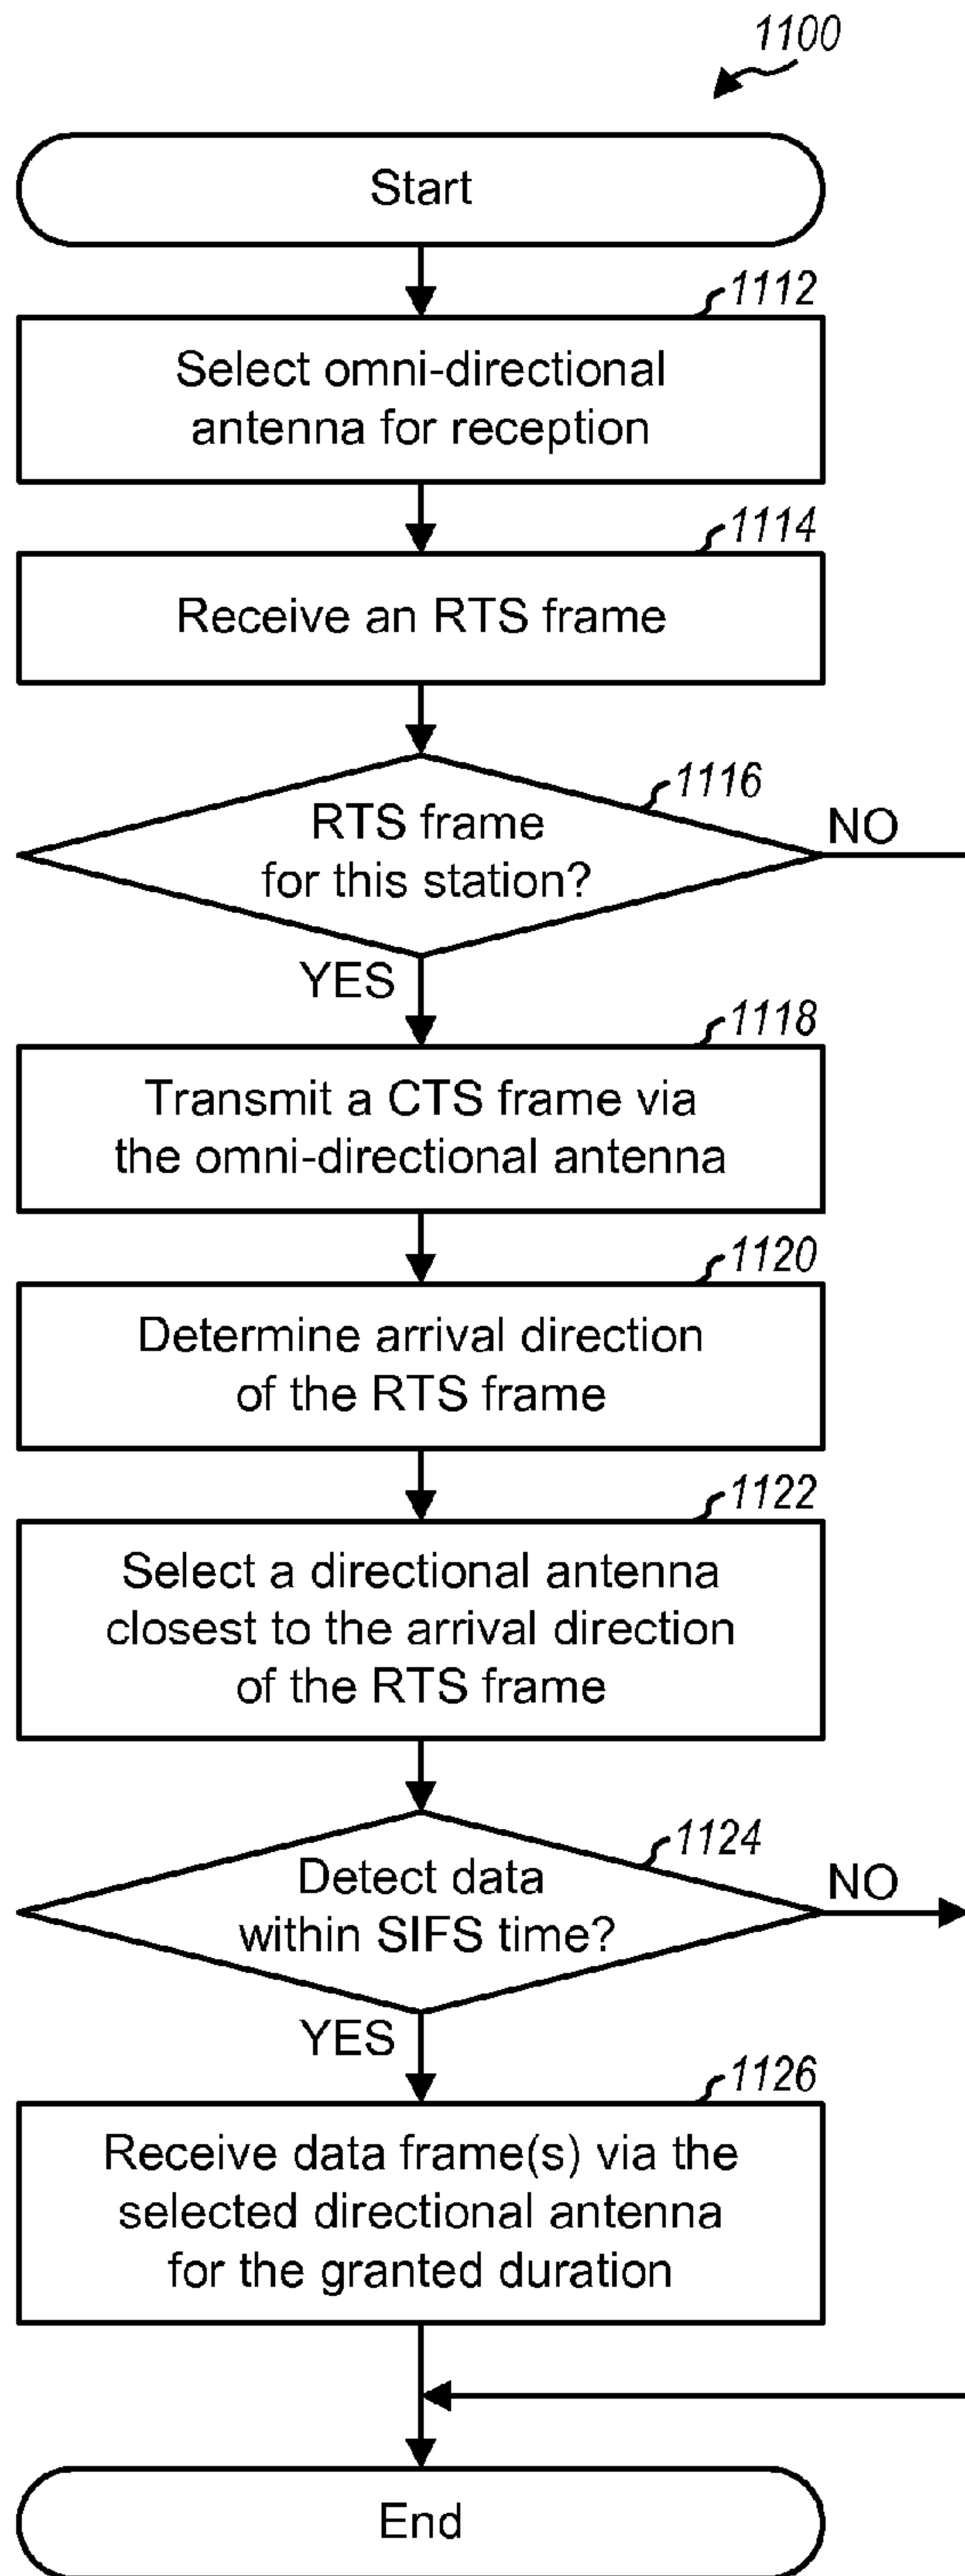 1100
Start
1112
Select omni-directional
antenna for reception
1114
Receive an RTS frame
1116
RTS frame
for this station?
NO
YES
1118
Transmit a CTS frame via
the omni-directional antenna
1120
Determine arrival direction
of the RTS frame
1122
Select a directional antenna
closest to the arrival direction
of the RTS frame
1124
Detect data
within SIFS time?
NO
YES
1126
Receive data frame(s) via the
selected directional antenna
for the granted duration
End